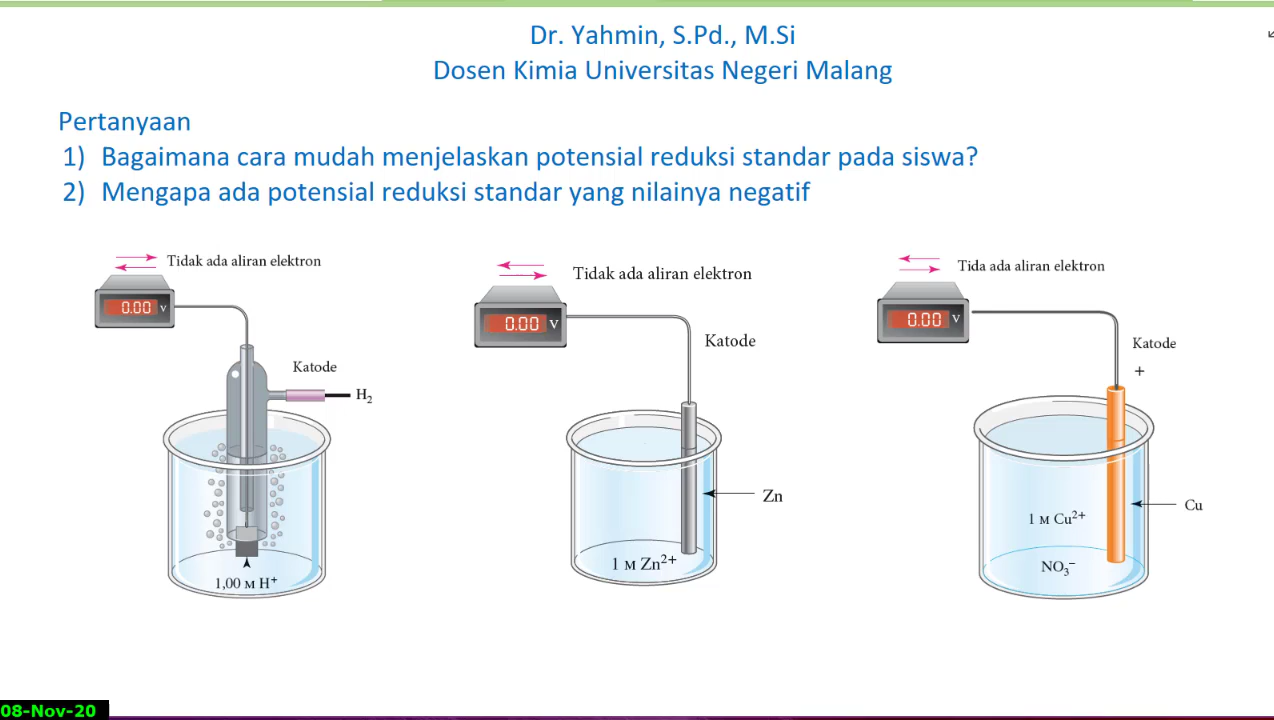 Dr. Yahmin, S.Pd., M.Si
Dosen Kimia Universitas Negeri Malang
Pertanyaan
1) Bagaimana cara mudah menjelaskan potensial reduksi standar pada siswa?
2) Mengapa ada potensial reduksi standar yang nilainya negatif
Tidak ada aliran elektron
0.00 V
Katode
H₂
1,00 M H⁺
Tidak ada aliran elektron
0.00 V
Katode
Zn
1 M Zn²⁺
Tida ada aliran elektron
0.00 V
Katode
+
Cu
1 M Cu²⁺
NO₃⁻
08-Nov-20